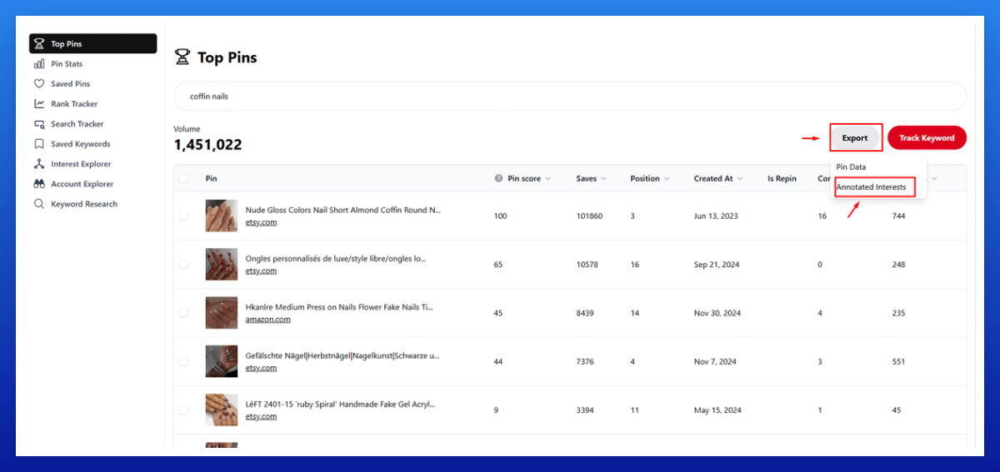 Top Pins
Pin Stats
Saved Pins
Rank Tracker
Search Tracker
Saved Keywords
Interest Explorer
Account Explorer
Keyword Research
Top Pins
coffin nails
Volume
1,451,022
Export
Track Keyword
Pin Data
Annotated Interests
Pin
? Pin score
Saves
Position
Created At
Is Repin
Nude Gloss Colors Nail Short Almond Coffin Round N...
etsy.com
100
101860
3
Jun 13, 2023
16
744
Ongles personnalisés de luxe/style libre/ongles lo...
etsy.com
65
10578
16
Sep 21, 2024
0
248
Hkanlre Medium Press on Nails Flower Fake Nails Ti...
amazon.com
45
8439
14
Nov 30, 2024
4
235
Gefälschte Nägel|Herbstnägel|Nagelkunst|Schwarze u...
etsy.com
44
7376
4
Nov 7, 2024
3
551
LéFT 2401-15 'ruby Spiral' Handmade Fake Gel Acryl...
etsy.com
9
3394
11
May 15, 2024
1
45